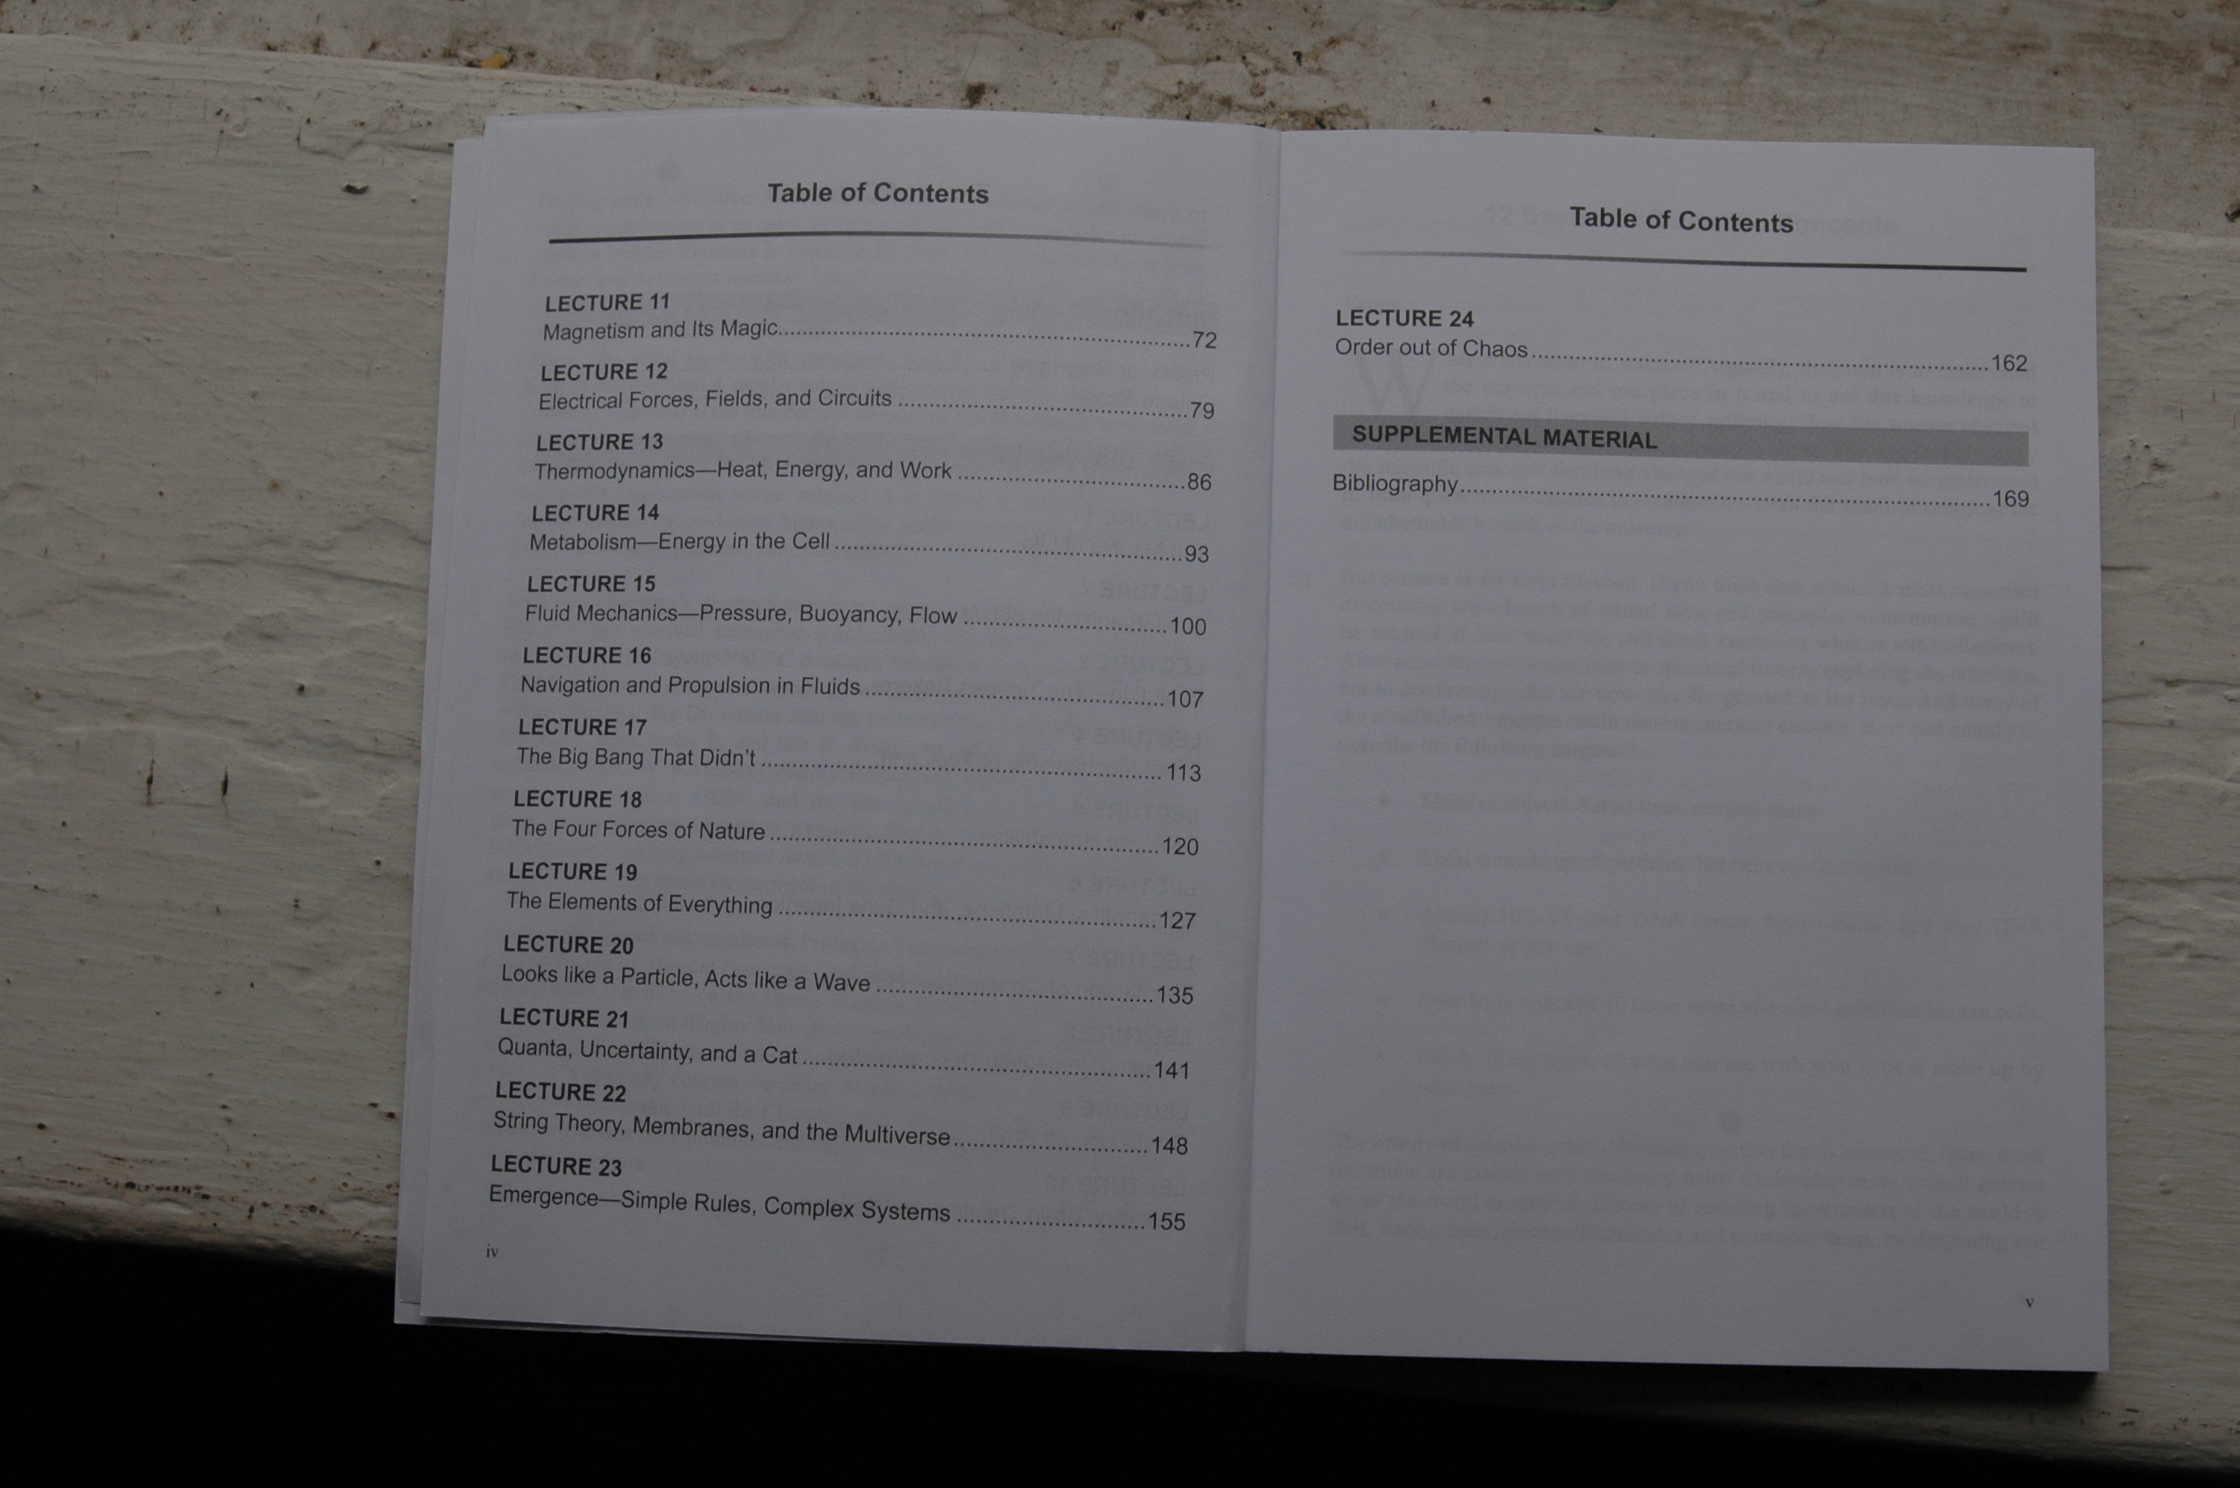 Table of Contents
LECTURE 11
Magnetism and Its Magic....................................................................72
LECTURE 12
Electrical Forces, Fields, and Circuits ................................................79
LECTURE 13
Thermodynamics—Heat, Energy, and Work ......................................86
LECTURE 14
Metabolism—Energy in the Cell ..........................................................93
LECTURE 15
Fluid Mechanics—Pressure, Buoyancy, Flow ..................................100
LECTURE 16
Navigation and Propulsion in Fluids ..................................................107
LECTURE 17
The Big Bang That Didn't ..................................................................113
LECTURE 18
The Four Forces of Nature ................................................................120
LECTURE 19
The Elements of Everything ..............................................................127
LECTURE 20
Looks like a Particle, Acts like a Wave ..............................................135
LECTURE 21
Quanta, Uncertainty, and a Cat .........................................................141
LECTURE 22
String Theory, Membranes, and the Multiverse................................148
LECTURE 23
Emergence—Simple Rules, Complex Systems ...............................155
iv
Table of Contents
LECTURE 24
Order out of Chaos ...........................................................................162
SUPPLEMENTAL MATERIAL
Bibliography.......................................................................................169
v